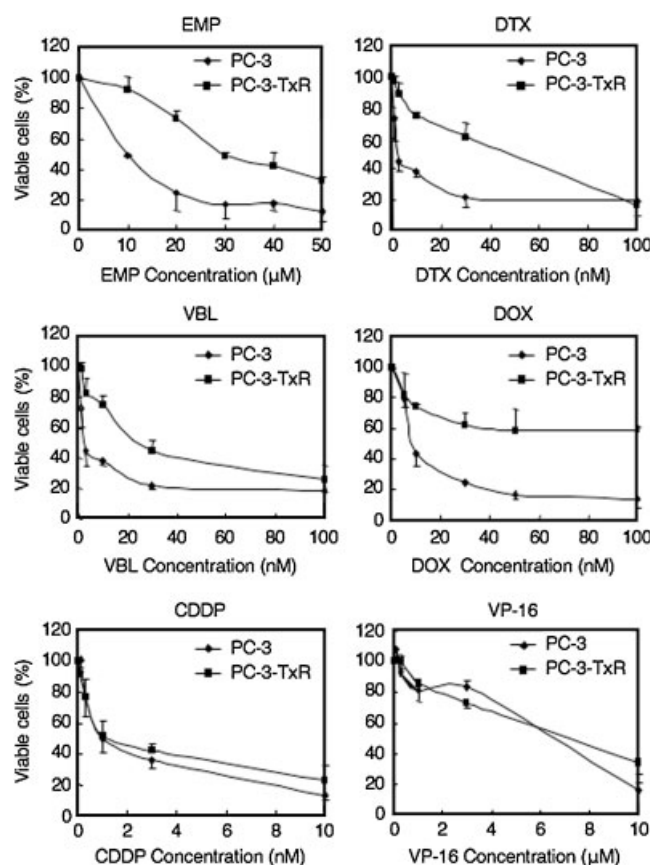 EMP
PC-3
PC-3-TxR
Viable cells (%)
120
100
80
60
40
20
0
0 10 20 30 40 50
EMP Concentration (µM)
DTX
PC-3
PC-3-TxR
120
100
80
60
40
20
0
0 20 40 60 80 100
DTX Concentration (nM)
VBL
PC-3
PC-3-TxR
Viable cells (%)
120
100
80
60
40
20
0
0 20 40 60 80 100
VBL Concentration (nM)
DOX
PC-3
PC-3-TxR
120
100
80
60
40
20
0
0 20 40 60 80 100
DOX Concentration (nM)
CDDP
PC-3
PC-3-TxR
Viable cells (%)
120
100
80
60
40
20
0
0 2 4 6 8 10
CDDP Concentration (nM)
VP-16
PC-3
PC-3-TxR
120
100
80
60
40
20
0
0 2 4 6 8 10
VP-16 Concentration (µM)